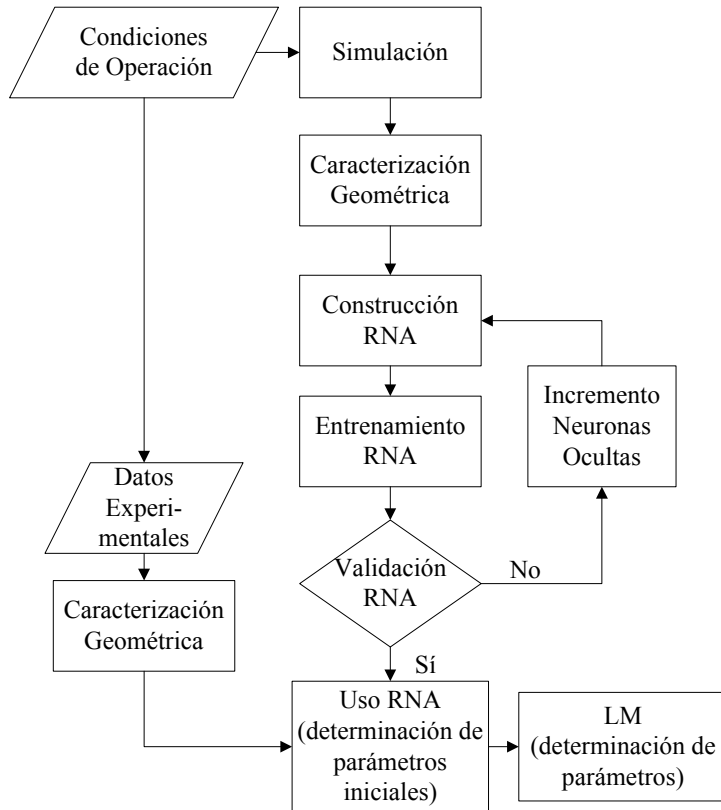 Condiciones
de Operación
Simulación
Caracterización
Geométrica
Construcción
RNA
Entrenamiento
RNA
Incremento
Neuronas
Ocultas
Datos
Experi-
mentales
Validación
RNA
No
Caracterización
Geométrica
Sí
Uso RNA
(determinación de
parámetros
iniciales)
LM
(determinación de
parámetros)